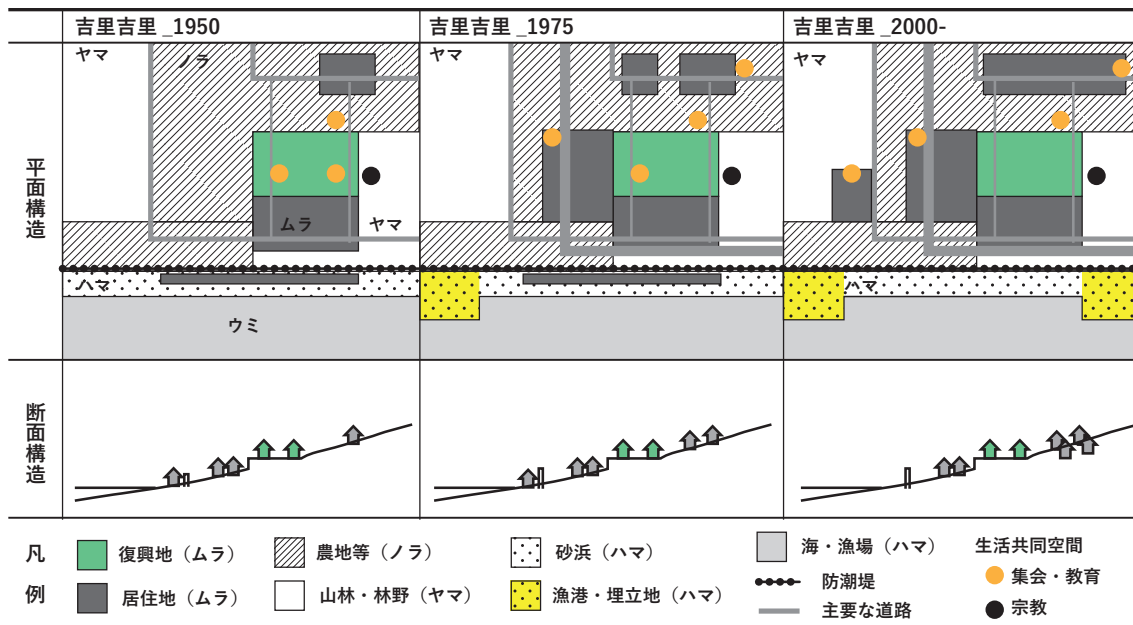 吉里吉里 _1950
吉里吉里 _1975
吉里吉里 _2000-
平面構造
ヤマ
ノラ
ムラ
ヤマ
ハマ
ウミ
ヤマ
ヤマ
ハマ
断面構造
凡例
復興地（ムラ）
居住地（ムラ）
農地等（ノラ）
山林・林野（ヤマ）
砂浜（ハマ）
漁港・埋立地（ハマ）
海・漁場（ハマ）
防潮堤
主要な道路
生活共同空間
集会・教育
宗教